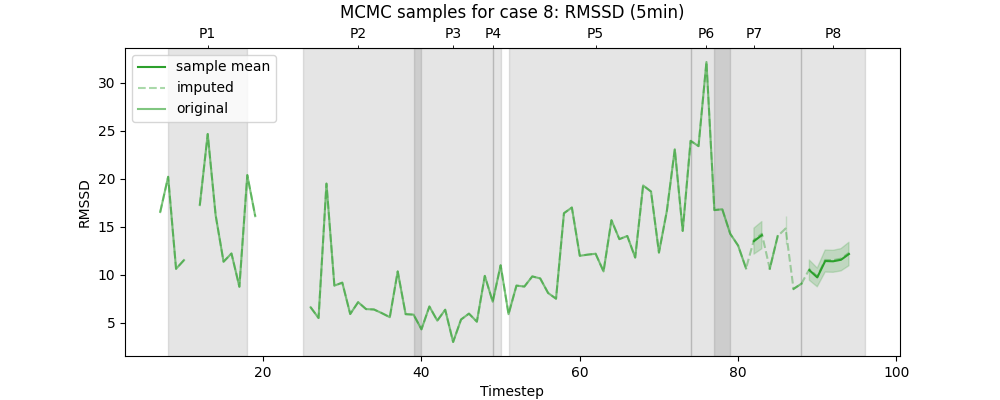 MCMC samples for case 8: RMSSD (5min)
P1 P2 P3 P4 P5 P6 P7 P8
sample mean
imputed
original
30
25
20
15
10
5
RMSSD
20 40 60 80 100
Timestep